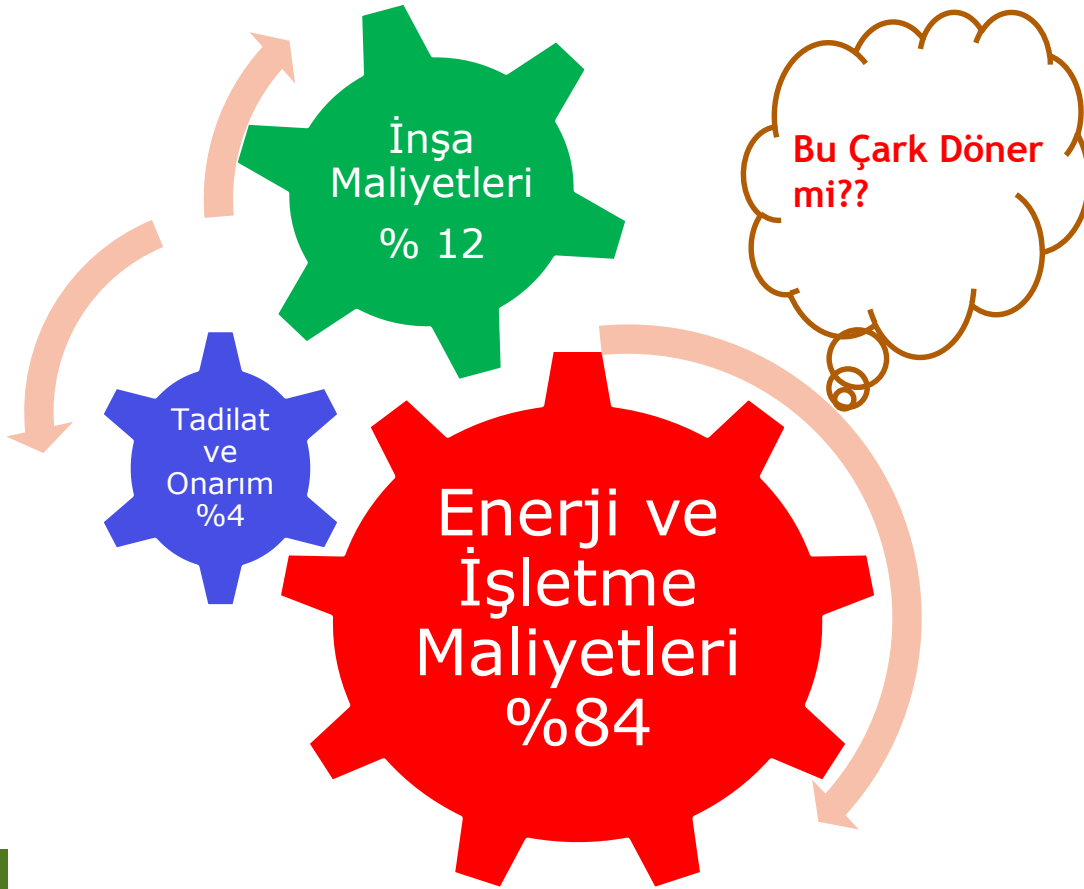 İnşa
Maliyetleri
% 12
Bu Çark Döner
mi??
Tadilat
ve
Onarım
%4
Enerji ve
İşletme
Maliyetleri
%84